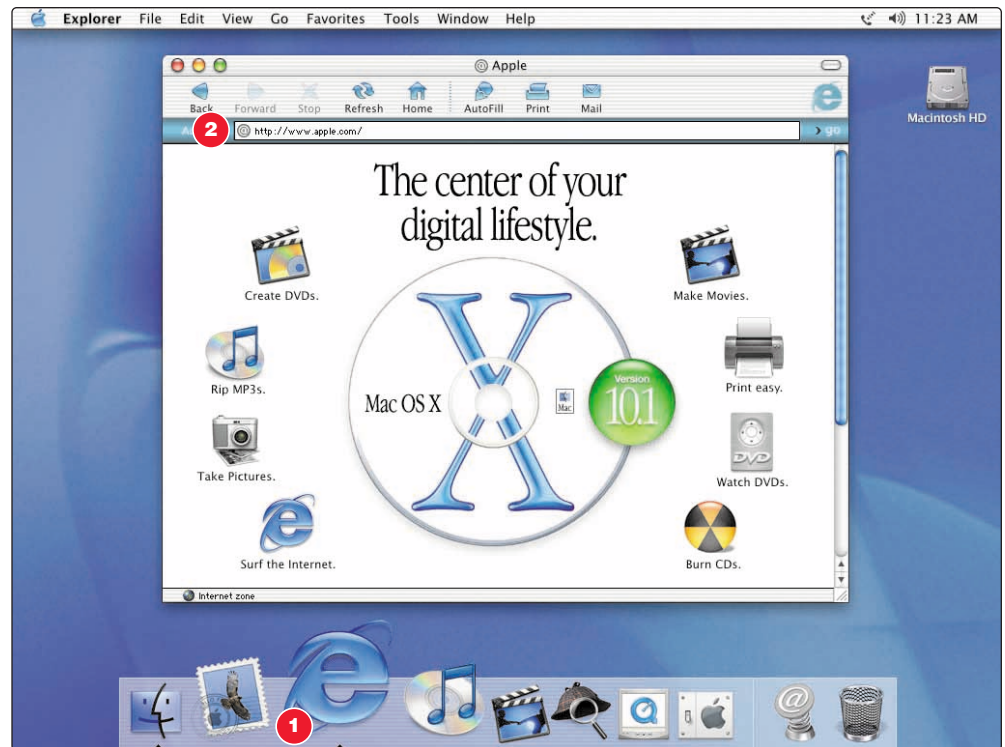 Explorer File Edit View Go Favorites Tools Window Help 11:23 AM
Apple
Back Forward Stop Refresh Home AutoFill Print Mail
2 http://www.apple.com/ go
Macintosh HD
The center of your
digital lifestyle.
Create DVDs.
Make Movies.
Rip MP3s.
Version
10.1
Print easy.
Mac OS X
Mac
Take Pictures.
DVD
Watch DVDs.
Surf the Internet.
Burn CDs.
Internet zone
1